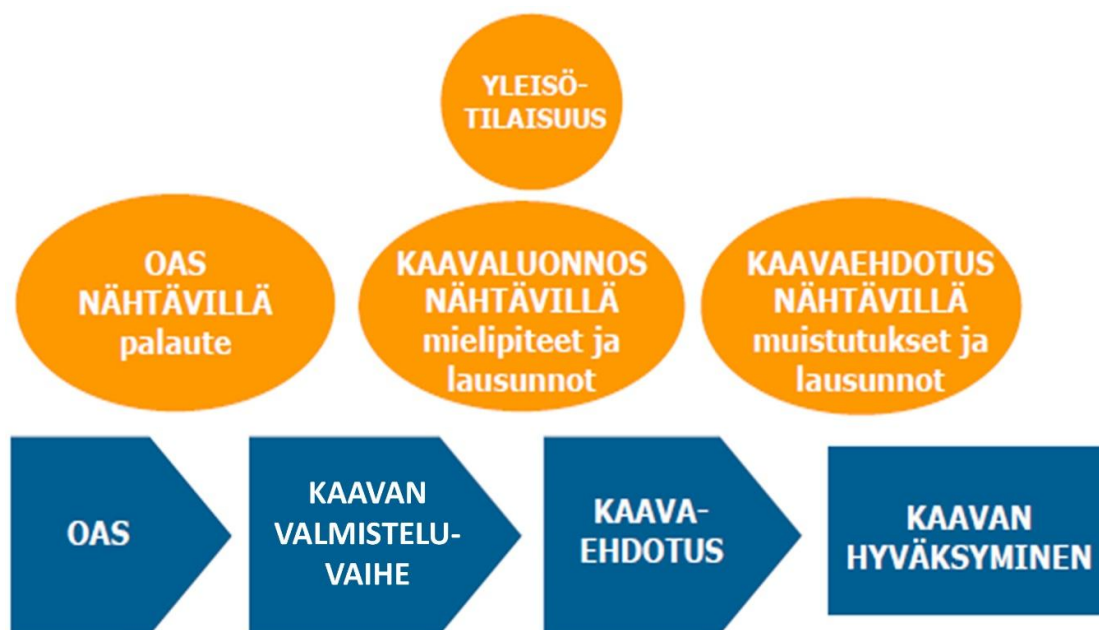 YLEISÖ-
TILAISUUS
OAS
NÄHTÄVILLÄ
palaute
KAAVALUONNOS
NÄHTÄVILLÄ
mielipiteet ja
lausunnot
KAAVAEHDOTUS
NÄHTÄVILLÄ
muistutukset ja
lausunnot
OAS
KAAVAN
VALMISTELU-
VAIHE
KAAVA-
EHDOTUS
KAAVAN
HYVÄKSYMINEN